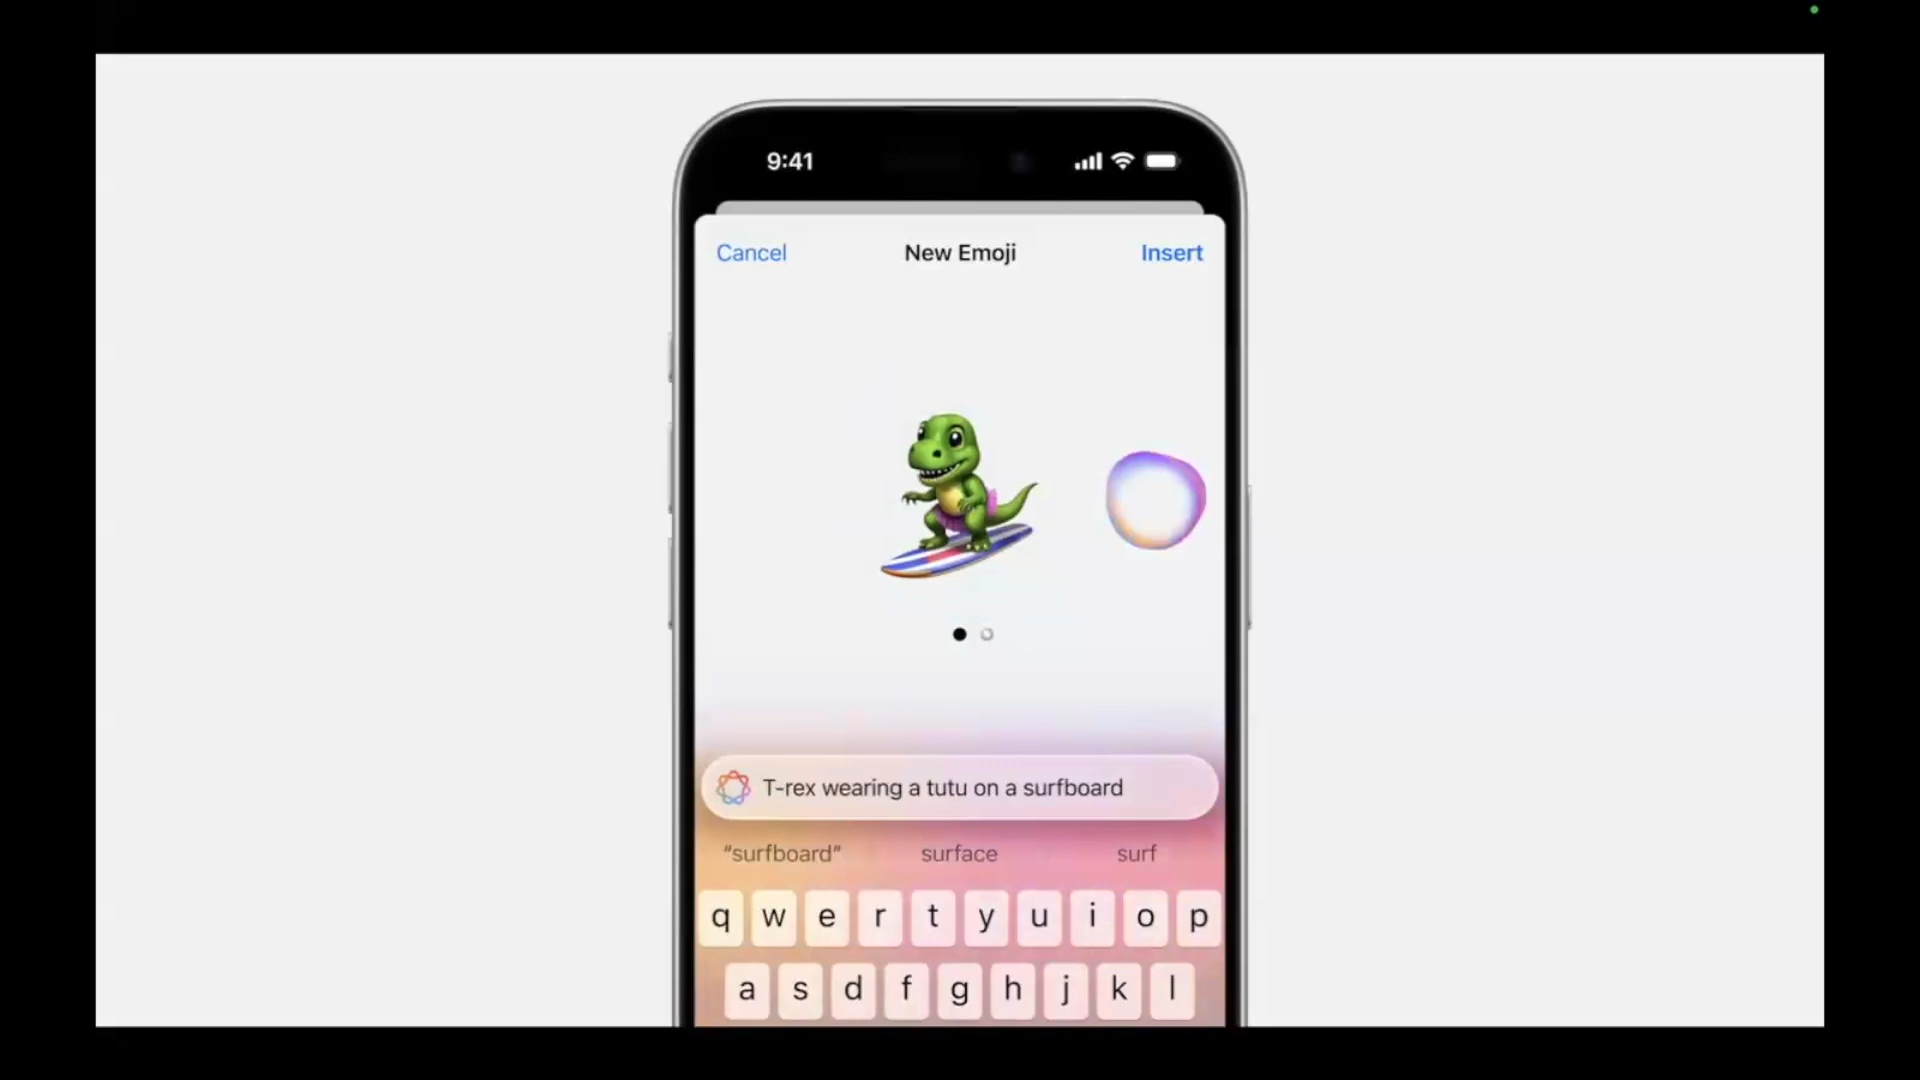 9:41
Cancel New Emoji Insert
T-rex wearing a tutu on a surfboard
“surfboard” surface surf
q w e r t y u i o p
a s d f g h j k l